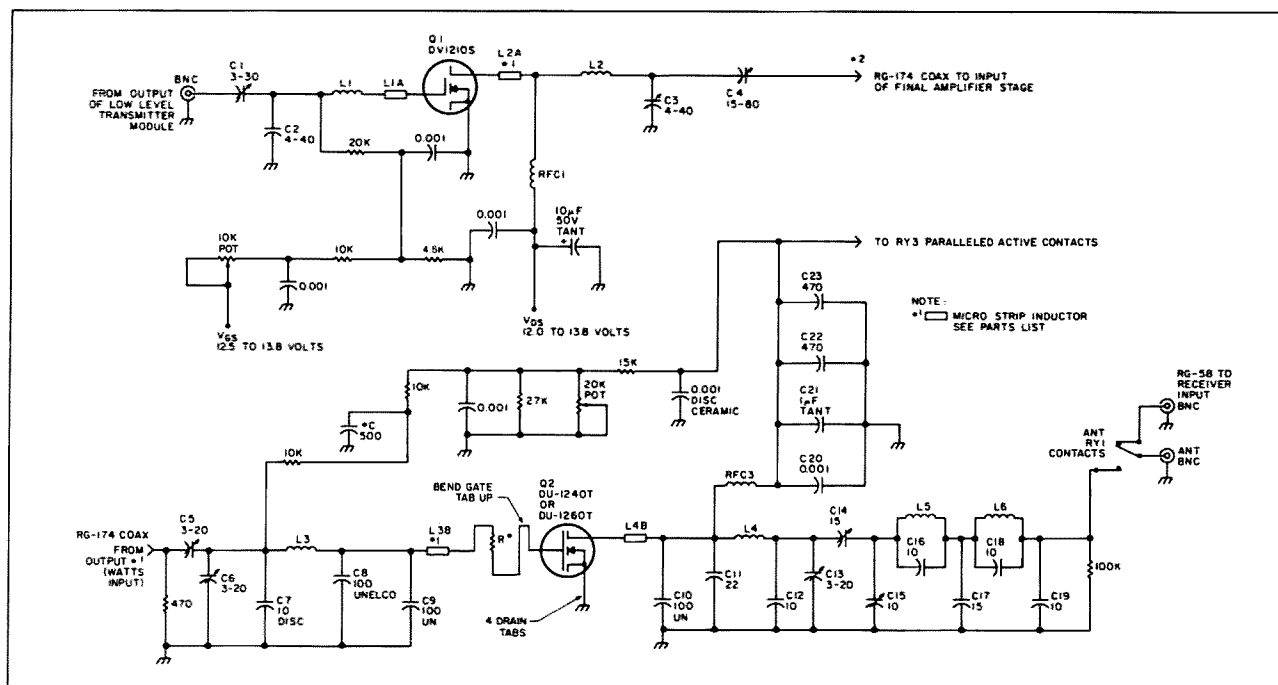 Q1
DV1210S
L2A
*1
L2
*2
C1
3-30
BNC
L1
L1A
FROM OUTPUT
OF LOW LEVEL
TRANSMITTER
MODULE
C4
15-80
RG-174 COAX TO INPUT
OF FINAL AMPLIFIER STAGE
C3
4-40
C2
4-40
20K
0.001
RFC1
0.001
10µF
50V
TANT
+
10K
POT
10K
4.5K
0.001
TO RY3 PARALLELED ACTIVE CONTACTS
VGS
12.5 TO 13.8 VOLTS
VDS
12.0 TO 13.8 VOLTS
C23
470
NOTE:
*1 MICRO STRIP INDUCTOR
SEE PARTS LIST
C22
470
15K
10K
0.001
27K
20K
POT
0.001
DISC
CERAMIC
C21
1µF
TANT
+
RG-58 TO
RECEIVER
INPUT
BNC
*C
500
C20
0.001
ANT
RY1
CONTACTS
ANT
BNC
10K
BEND GATE
TAB UP
Q2
DU-1240T
OR
DU-1260T
RFC3
RG-174 COAX
FROM
OUTPUT *1
(WATTS
INPUT)
C5
3-20
L3
L3B
*1
R*
L4B
L4
C14
15
L5
C16
10
L6
C18
10
C6
3-20
470
C7
10
DISC
C8
100
UNELCO
C9
100
UN
4 DRAIN
TABS
C10
100
UN
C11
22
C12
10
C13
3-20
C15
10
C17
15
C19
10
100K